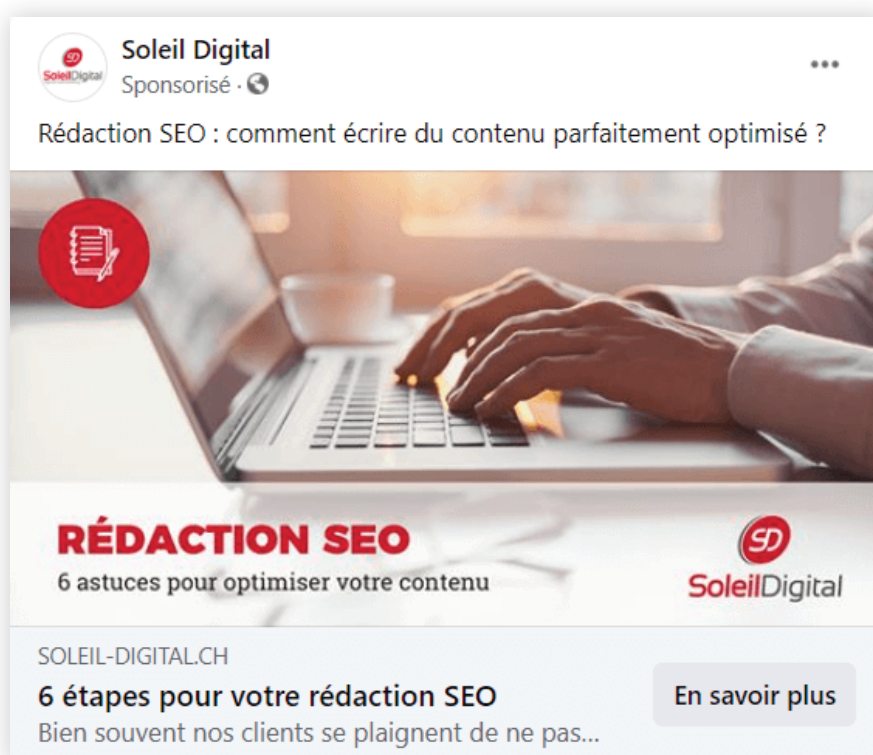 SD
SoleilDigital
Soleil Digital
Sponsorisé ·
Rédaction SEO : comment écrire du contenu parfaitement optimisé ?
RÉDACTION SEO
6 astuces pour optimiser votre contenu
SD
SoleilDigital
SOLEIL-DIGITAL.CH
6 étapes pour votre rédaction SEO
Bien souvent nos clients se plaignent de ne pas...
En savoir plus